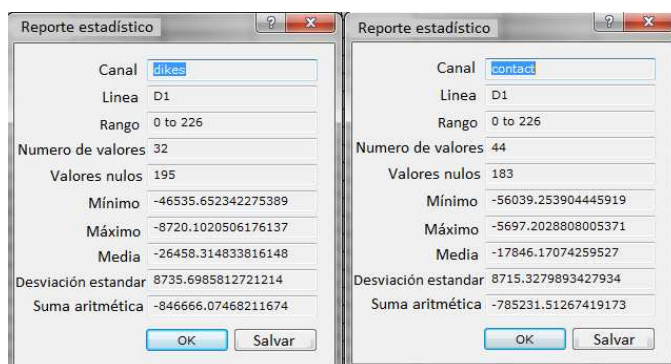 Reporte estadístico
Canal dikes
Linea D1
Rango 0 to 226
Numero de valores 32
Valores nulos 195
Mínimo -46535.652342275389
Máximo -8720.1020506176137
Media -26458.314833816148
Desviación estandar 8735.6985812721214
Suma aritmética -846666.07468211674
OK Salvar
Reporte estadístico
Canal contact
Linea D1
Rango 0 to 226
Numero de valores 44
Valores nulos 183
Mínimo -56039.253904445919
Máximo -5697.2028808005371
Media -17846.17074259527
Desviación estandar 8715.3279893427934
Suma aritmética -785231.51267419173
OK Salvar